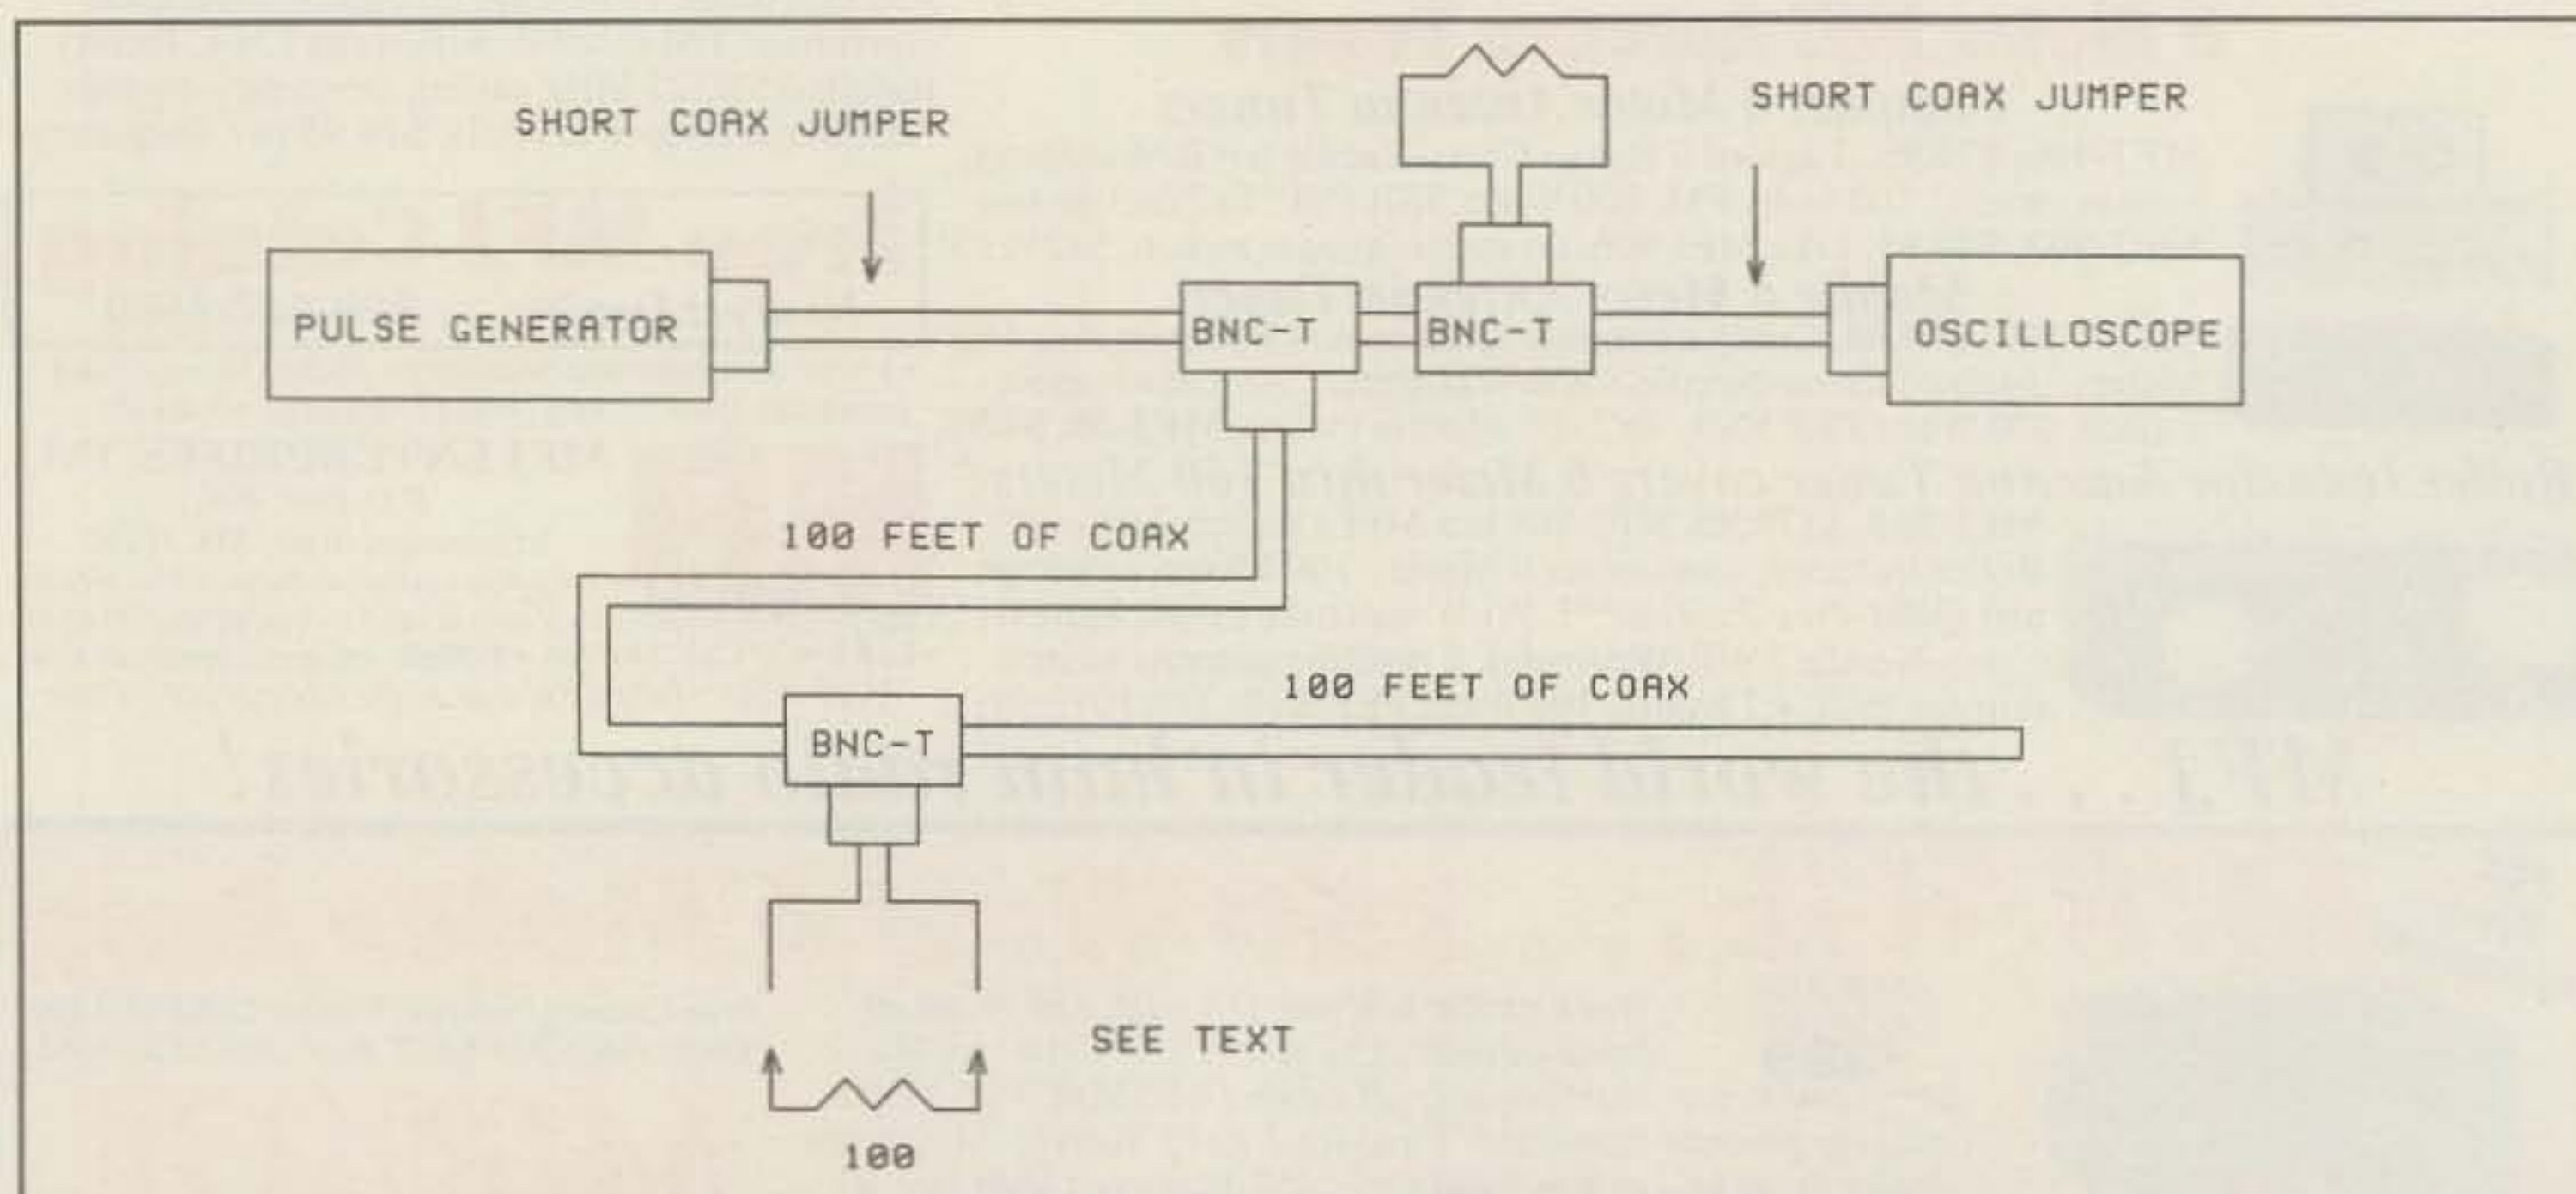 SHORT COAX JUMPER
SHORT COAX JUMPER
PULSE GENERATOR
BNC-T
BNC-T
OSCILLOSCOPE
100 FEET OF COAX
100 FEET OF COAX
BNC-T
SEE TEXT
100